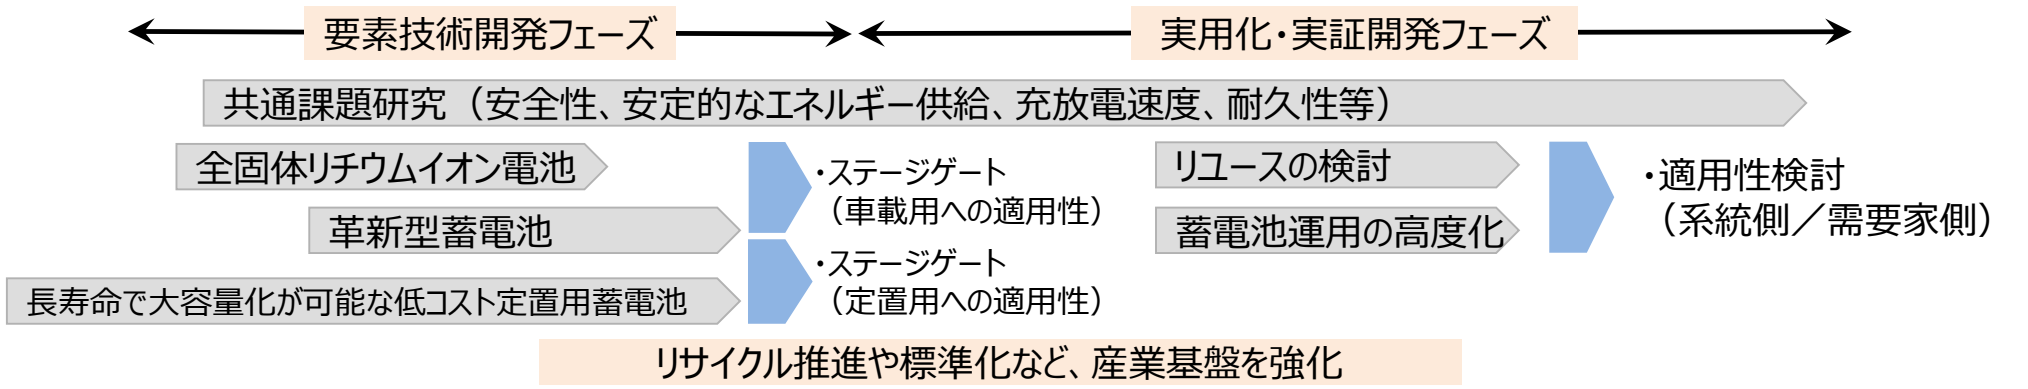 要素技術開発フェーズ
実用化・実証開発フェーズ
共通課題研究（安全性、安定的なエネルギー供給、充放電速度、耐久性等）
全固体リチウムイオン電池
革新型蓄電池
長寿命で大容量化が可能な低コスト定置用蓄電池
・ステージゲート
（車載用への適用性）
・ステージゲート
（定置用への適用性）
リユースの検討
蓄電池運用の高度化
・適用性検討
（系統側／需要家側）
リサイクル推進や標準化など、産業基盤を強化